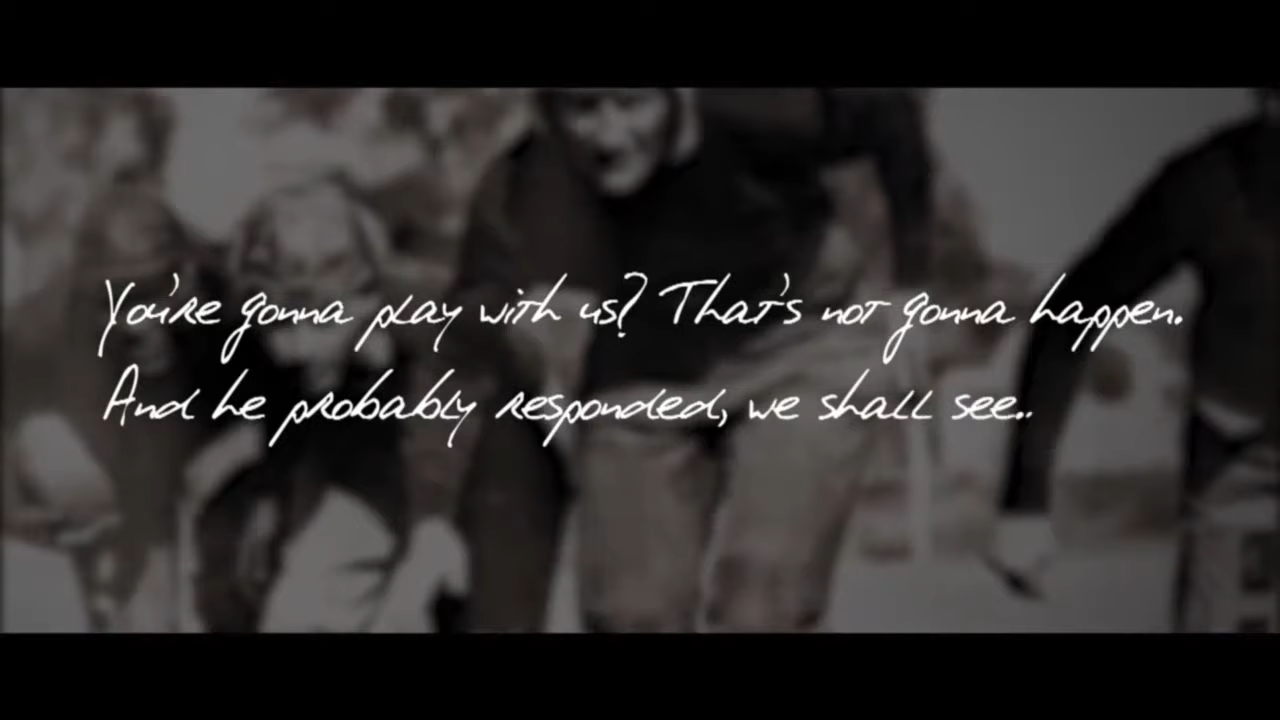 You're gonna play with us? That's not gonna happen.
And he probably responded, we shall see..